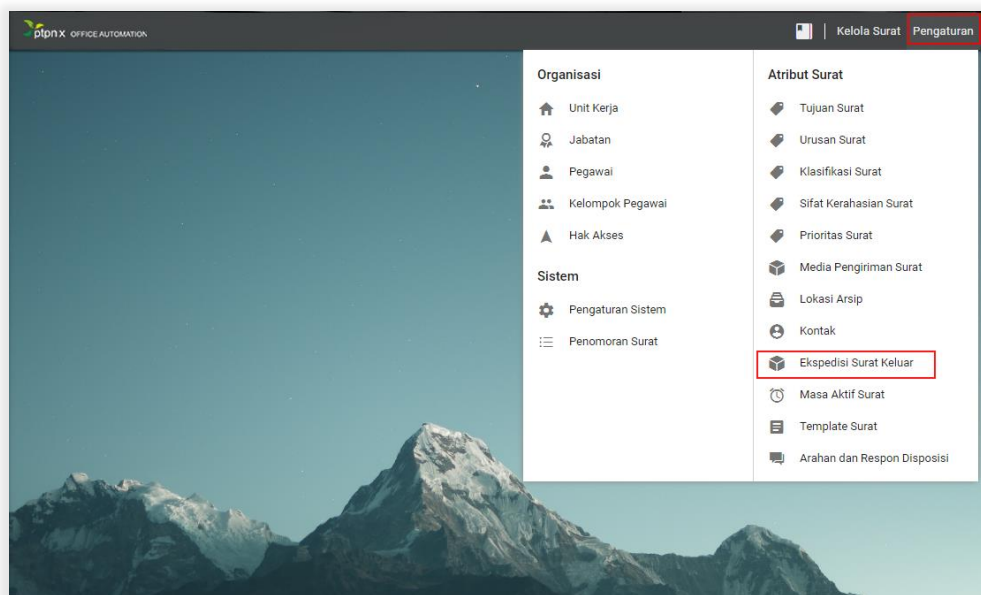 ptpn x OFFICE AUTOMATION
Kelola Surat Pengaturan
Organisasi
Unit Kerja
Jabatan
Pegawai
Kelompok Pegawai
Hak Akses
Sistem
Pengaturan Sistem
Penomoran Surat
Atribut Surat
Tujuan Surat
Urusan Surat
Klasifikasi Surat
Sifat Kerahasian Surat
Prioritas Surat
Media Pengiriman Surat
Lokasi Arsip
Kontak
Ekspedisi Surat Keluar
Masa Aktif Surat
Template Surat
Arahan dan Respon Disposisi